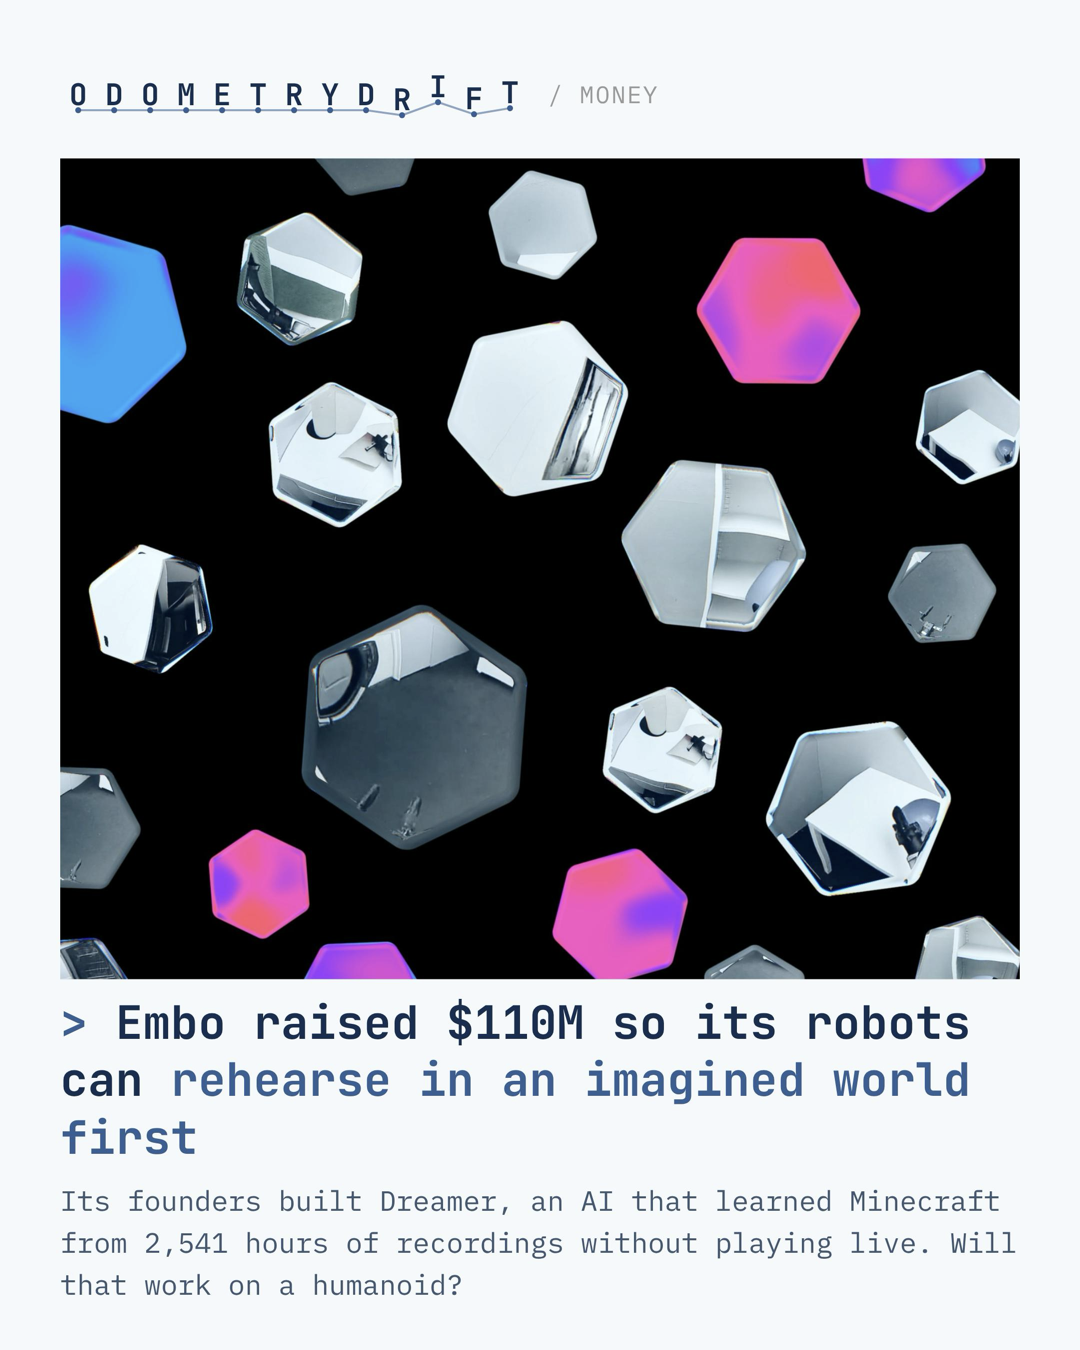 ODOMETRYDRIFT / MONEY
> Embo raised $110M so its robots
can rehearse in an imagined world
first
Its founders built Dreamer, an AI that learned Minecraft
from 2,541 hours of recordings without playing live. Will
that work on a humanoid?